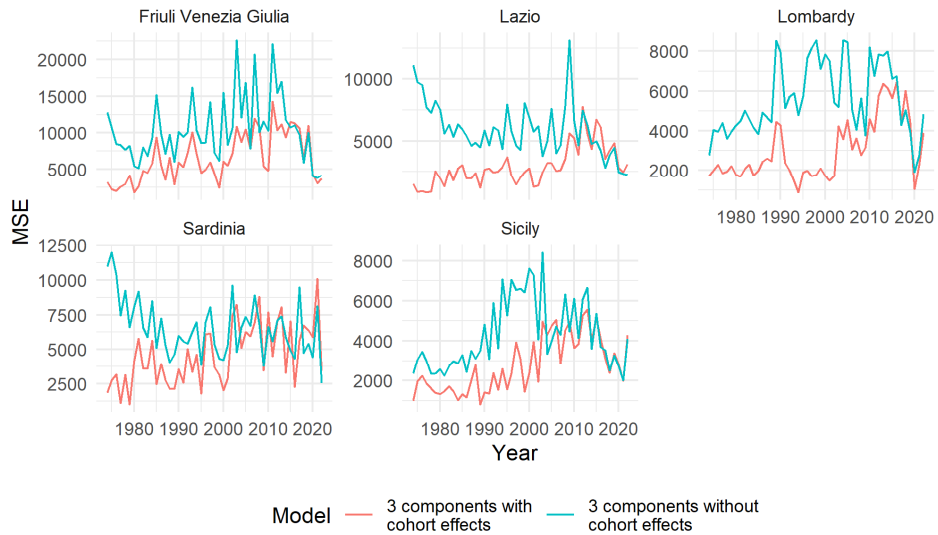 Friuli Venezia Giulia
Lazio
Lombardy
20000
15000
10000
5000
10000
5000
8000
6000
4000
2000
1980 1990 2000 2010 2020
MSE
Sardinia
Sicily
12500
10000
7500
5000
2500
8000
6000
4000
2000
1980 1990 2000 2010 2020
1980 1990 2000 2010 2020
Year
Model
3 components with
cohort effects
3 components without
cohort effects